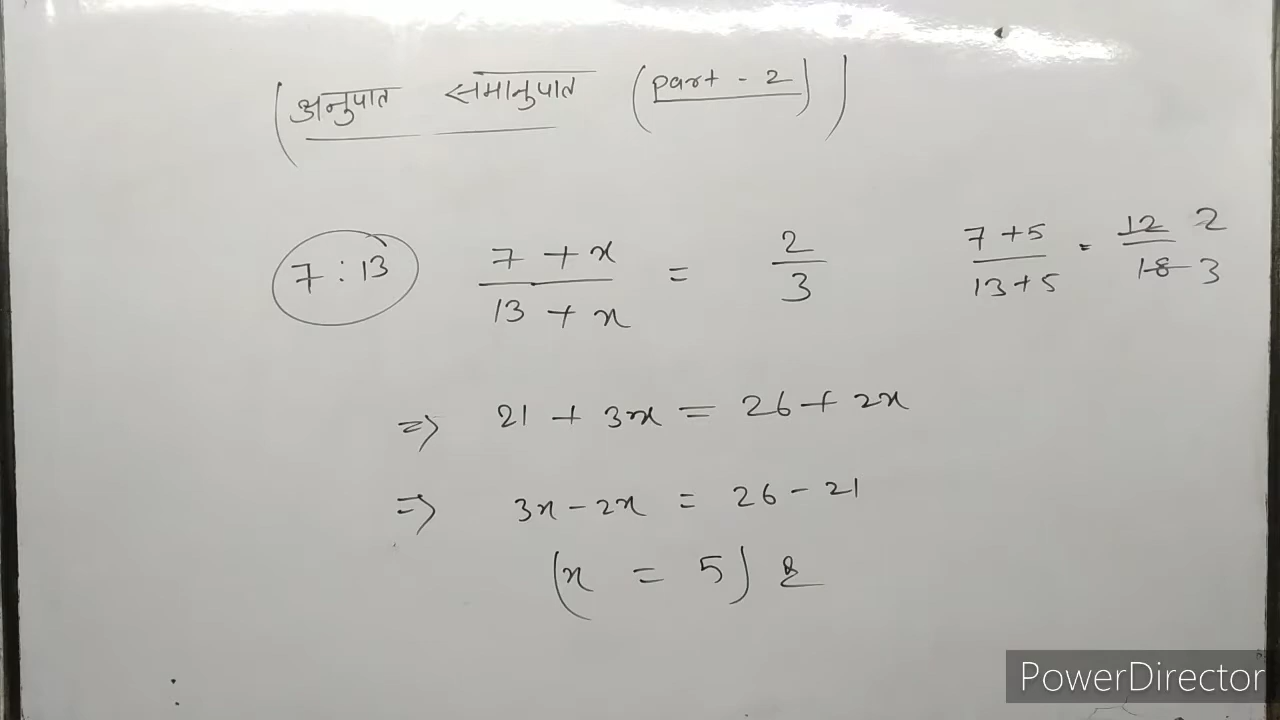 (अनुपात समानुपात (part - 2))
7 : 13
7 + x / 13 + x = 2 / 3
7 + 5 / 13 + 5 = 12 / 18 2 / 3
=> 21 + 3x = 26 + 2x
=> 3x - 2x = 26 - 21
(x = 5)
PowerDirector